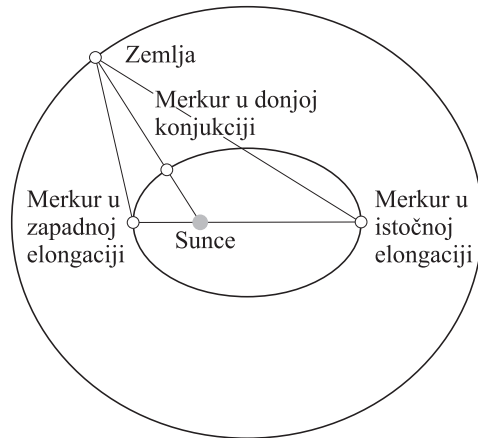 Zemlja
Merkur u donjoj
konjukciji
Merkur u
zapadnoj
elongaciji
Sunce
Merkur u
istočnoj
elongaciji